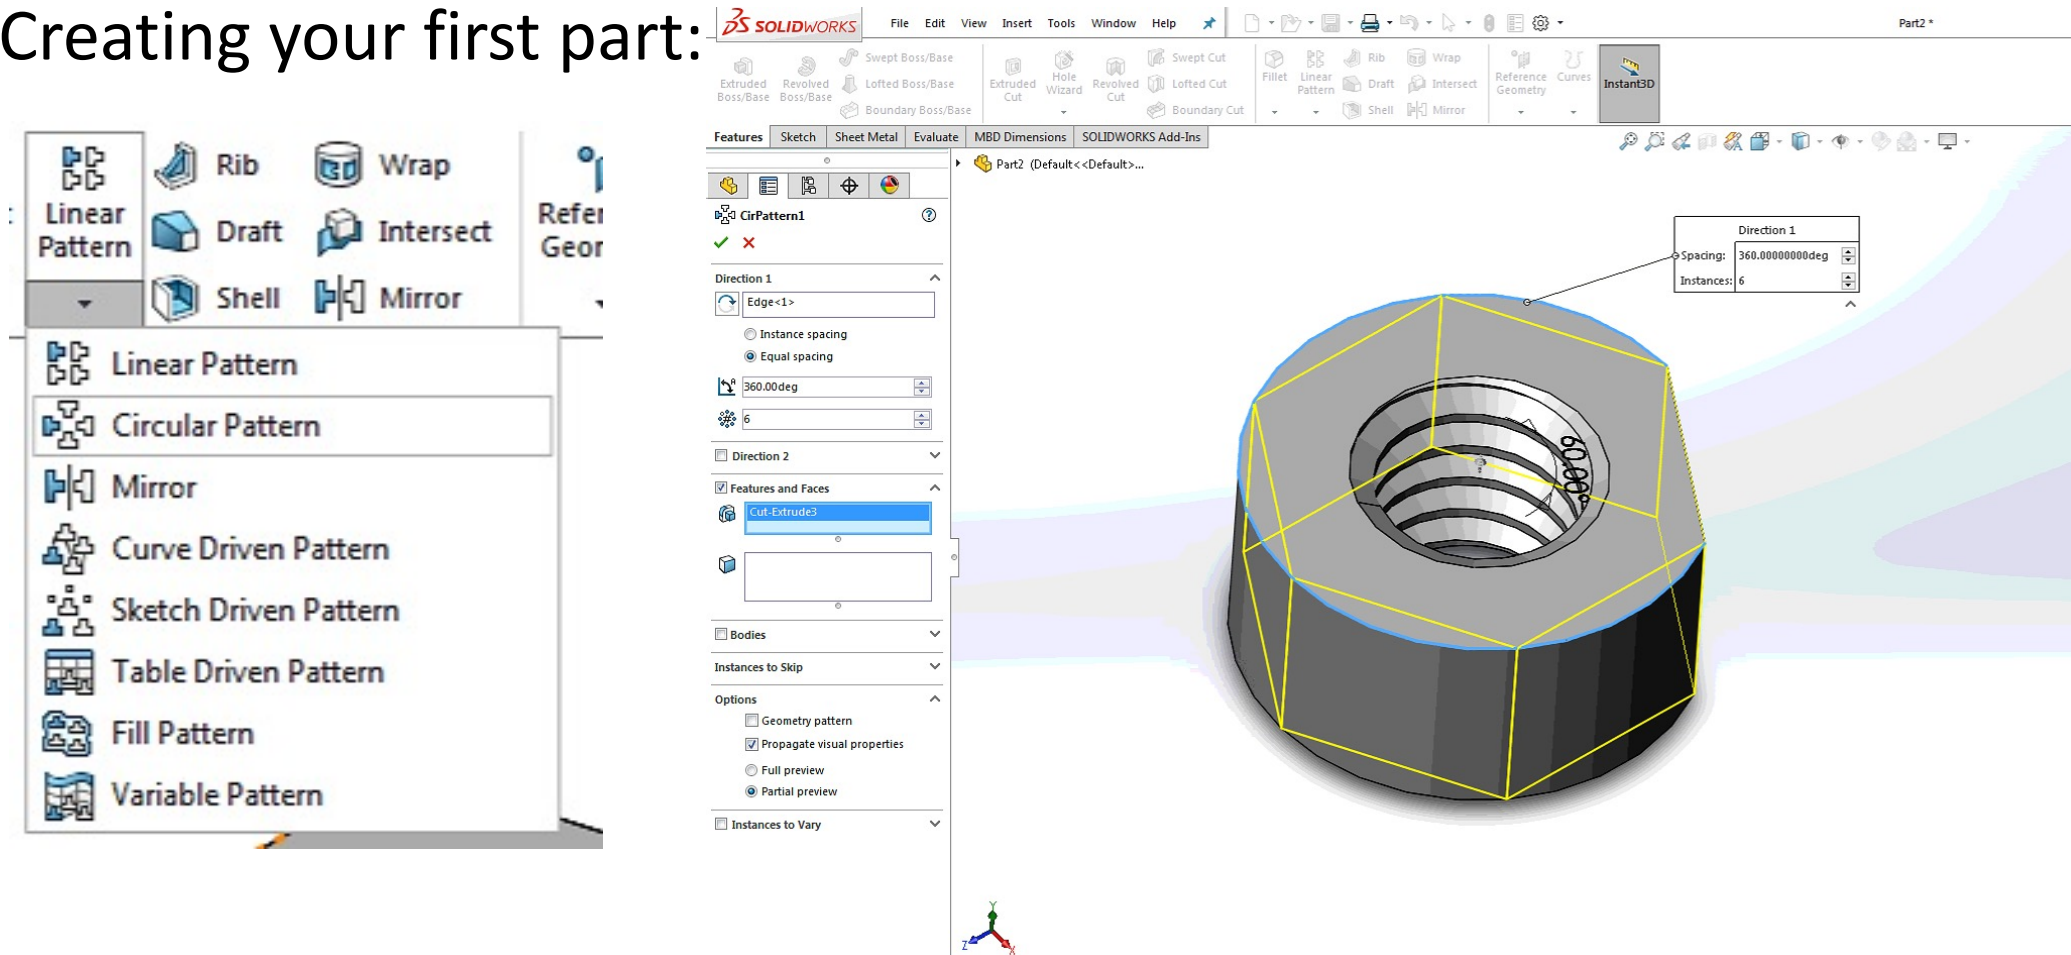 Creating your first part:
Linear Pattern
Rib
Wrap
Draft
Intersect
Shell
Mirror
Refer
Geor
Linear Pattern
Circular Pattern
Mirror
Curve Driven Pattern
Sketch Driven Pattern
Table Driven Pattern
Fill Pattern
Variable Pattern
SOLIDWORKS File Edit View Insert Tools Window Help Part2 *
Extruded Boss/Base
Revolved Boss/Base
Swept Boss/Base
Lofted Boss/Base
Boundary Boss/Base
Extruded Cut
Hole Wizard
Revolved Cut
Swept Cut
Lofted Cut
Boundary Cut
Fillet
Linear Pattern
Rib
Draft
Shell
Wrap
Intersect
Mirror
Reference Geometry
Curves
Instant3D
Features Sketch Sheet Metal Evaluate MBD Dimensions SOLIDWORKS Add-Ins
Part2 (Default<<Default>...
CirPattern1
Direction 1
Edge<1>
Instance spacing
Equal spacing
360.00deg
6
Direction 2
Features and Faces
Cut-Extrude3
Bodies
Instances to Skip
Options
Geometry pattern
Propagate visual properties
Full preview
Partial preview
Instances to Vary
Direction 1
Spacing: 360.00000000deg
Instances: 6
60.00°
Y
Z
X